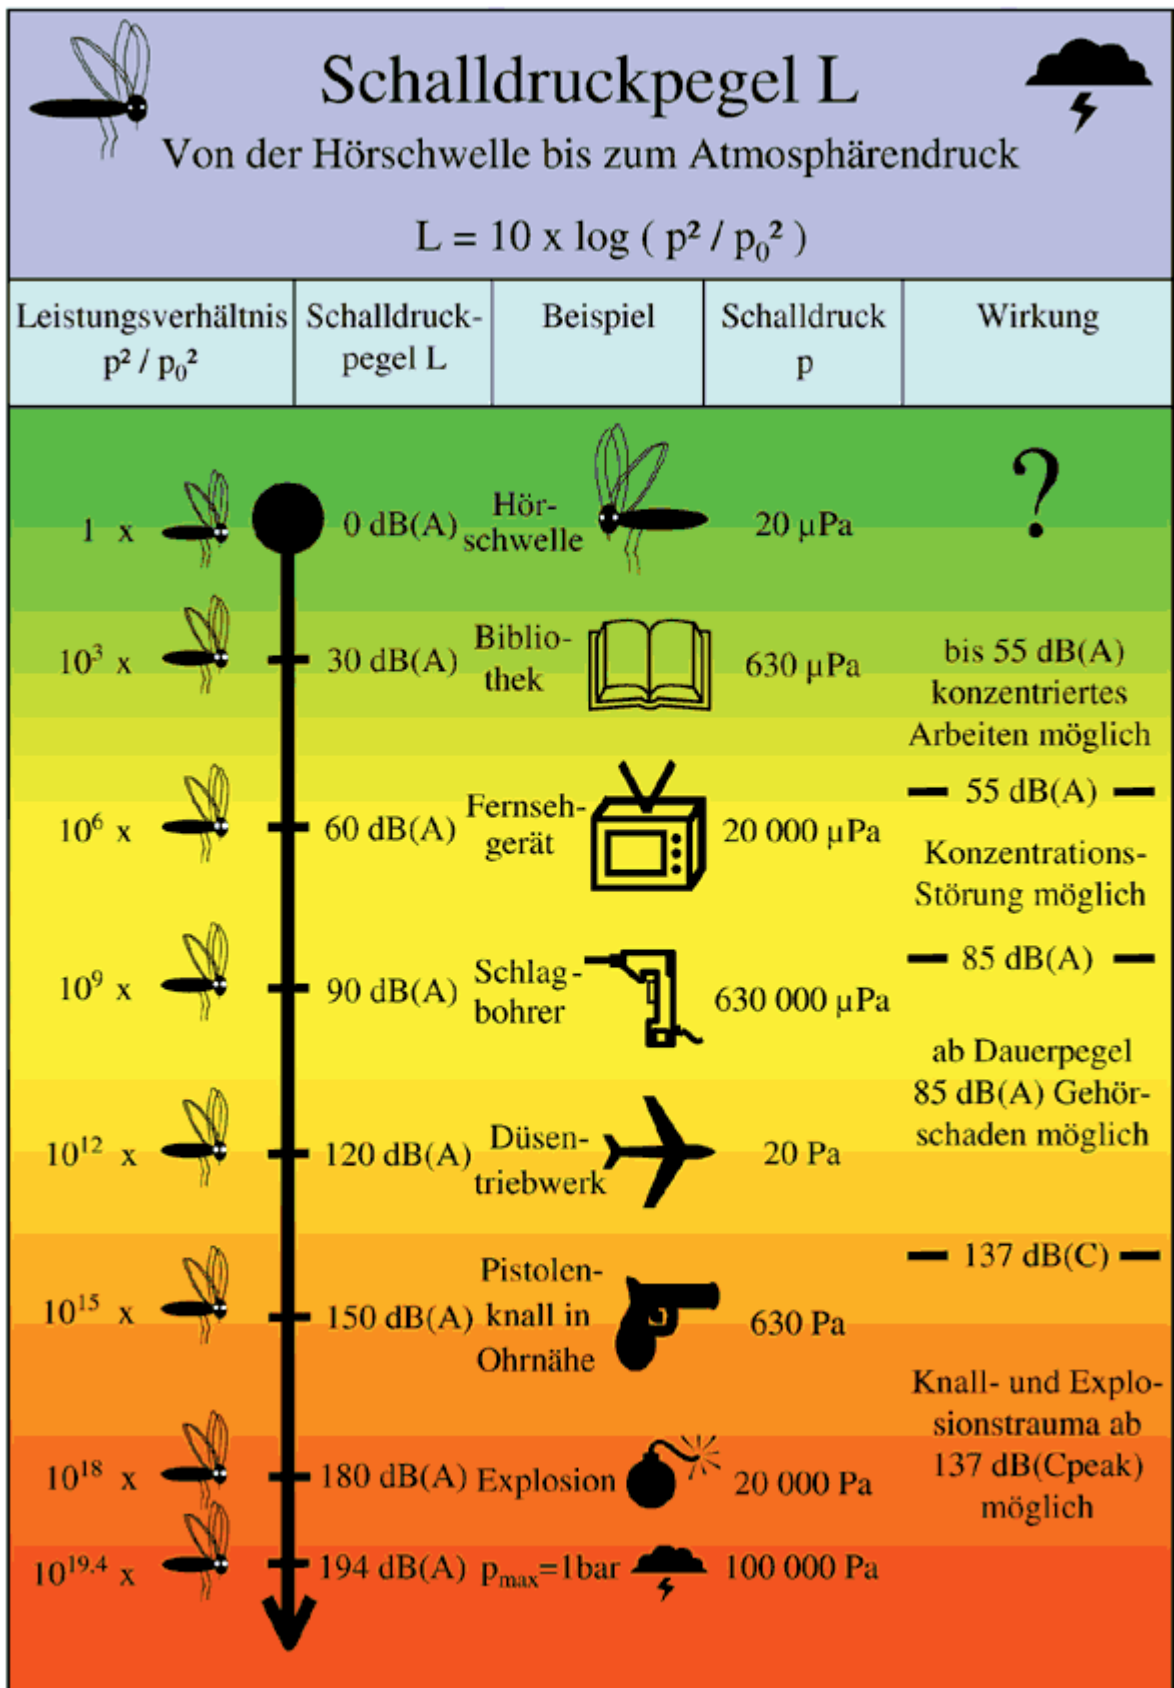 Schalldruckpegel L
Von der Hörschwelle bis zum Atmosphärendruck
L = 10 x log ( p² / p₀² )
Leistungsverhältnis
p² / p₀²
Schalldruck-
pegel L
Beispiel
Schalldruck
p
Wirkung
1 x
0 dB(A)
Hör-
schwelle
20 µPa
?
10³ x
30 dB(A)
Biblio-
thek
630 µPa
bis 55 dB(A)
konzentriertes
Arbeiten möglich
55 dB(A)
10⁶ x
60 dB(A)
Fernseh-
gerät
20 000 µPa
Konzentrations-
Störung möglich
85 dB(A)
10⁹ x
90 dB(A)
Schlag-
bohrer
630 000 µPa
ab Dauerpegel
85 dB(A) Gehör-
schaden möglich
10¹² x
120 dB(A)
Düsen-
triebwerk
20 Pa
137 dB(C)
10¹⁵ x
150 dB(A)
Pistolen-
knall in
Ohrnähe
630 Pa
Knall- und Explo-
sionstrauma ab
137 dB(Cpeak)
möglich
10¹⁸ x
180 dB(A)
Explosion
20 000 Pa
10¹⁹·⁴ x
194 dB(A)
pmax=1bar
100 000 Pa